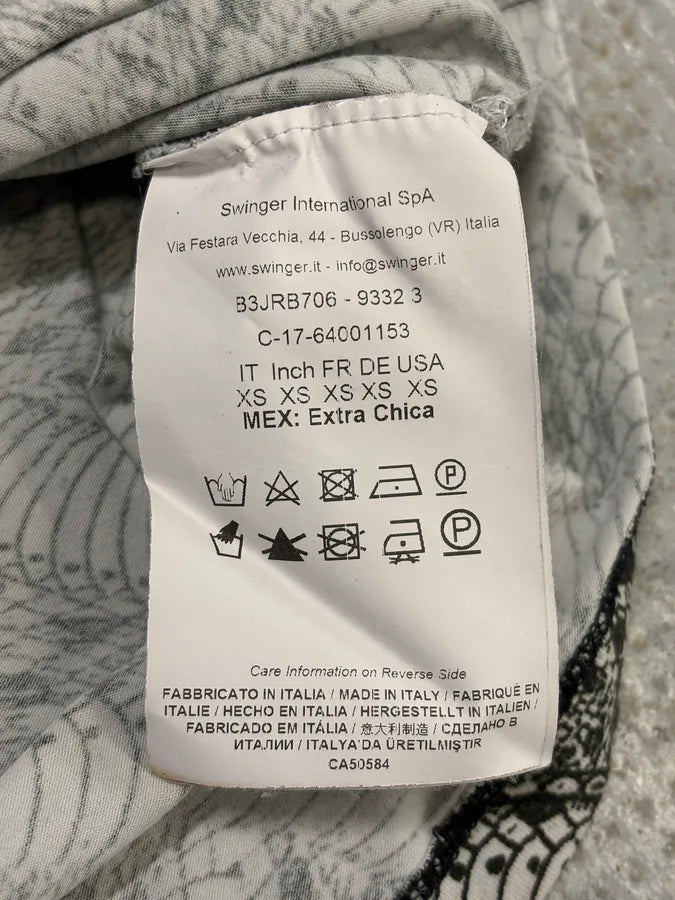 Swinger International SpA
Via Festara Vecchia, 44 - Bussolengo (VR) Italia
www.swinger.it - info@swinger.it
B3JRB706 - 9332 3
C-17-64001153
IT Inch FR DE USA
XS XS XS XS XS
MEX: Extra Chica
P
P
Care Information on Reverse Side
FABBRICATO IN ITALIA / MADE IN ITALY / FABRIQUÉ EN
ITALIE / HECHO EN ITALIA / HERGESTELLT IN ITALIEN /
FABRICADO EM ITÁLIA / 意大利制造 / СДЕЛАНО В
ИТАЛИИ / ITALYA'DA ÜRETILMIŞTIR
CA50584